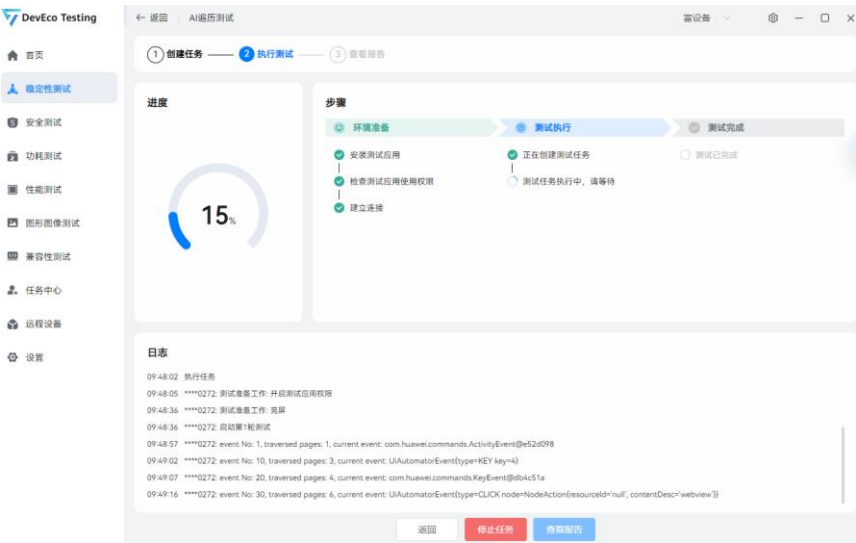 DevEco Testing
← 返回 AI遍历测试 富设备
首页
稳定性测试
安全测试
功耗测试
性能测试
图形图像测试
兼容性测试
任务中心
远程设备
设置
1 创建任务 2 执行测试 3 查看报告
进度
15%
步骤
环境准备 测试执行 测试完成
安装测试应用 正在创建测试任务 测试已完成
检查测试应用使用权限 测试任务执行中，请等待
建立连接
日志
09:48:02 执行任务
09:48:05 ****0272: 测试准备工作: 开启测试应用权限
09:48:36 ****0272: 测试准备工作: 亮屏
09:48:36 ****0272: 启动第1轮测试
09:48:57 ****0272: event No: 1, traversed pages: 1, current event: com.huawei.commands.ActivityEvent@e52d098
09:49:02 ****0272: event No: 10, traversed pages: 3, current event: UiAutomatorEvent{type=KEY key=4}
09:49:07 ****0272: event No: 20, traversed pages: 4, current event: com.huawei.commands.KeyEvent@db4c51a
09:49:16 ****0272: event No: 30, traversed pages: 6, current event: UiAutomatorEvent{type=CLICK node=NodeAction{resourceId='null', contentDesc='webview'}}
返回 停止任务 查看报告